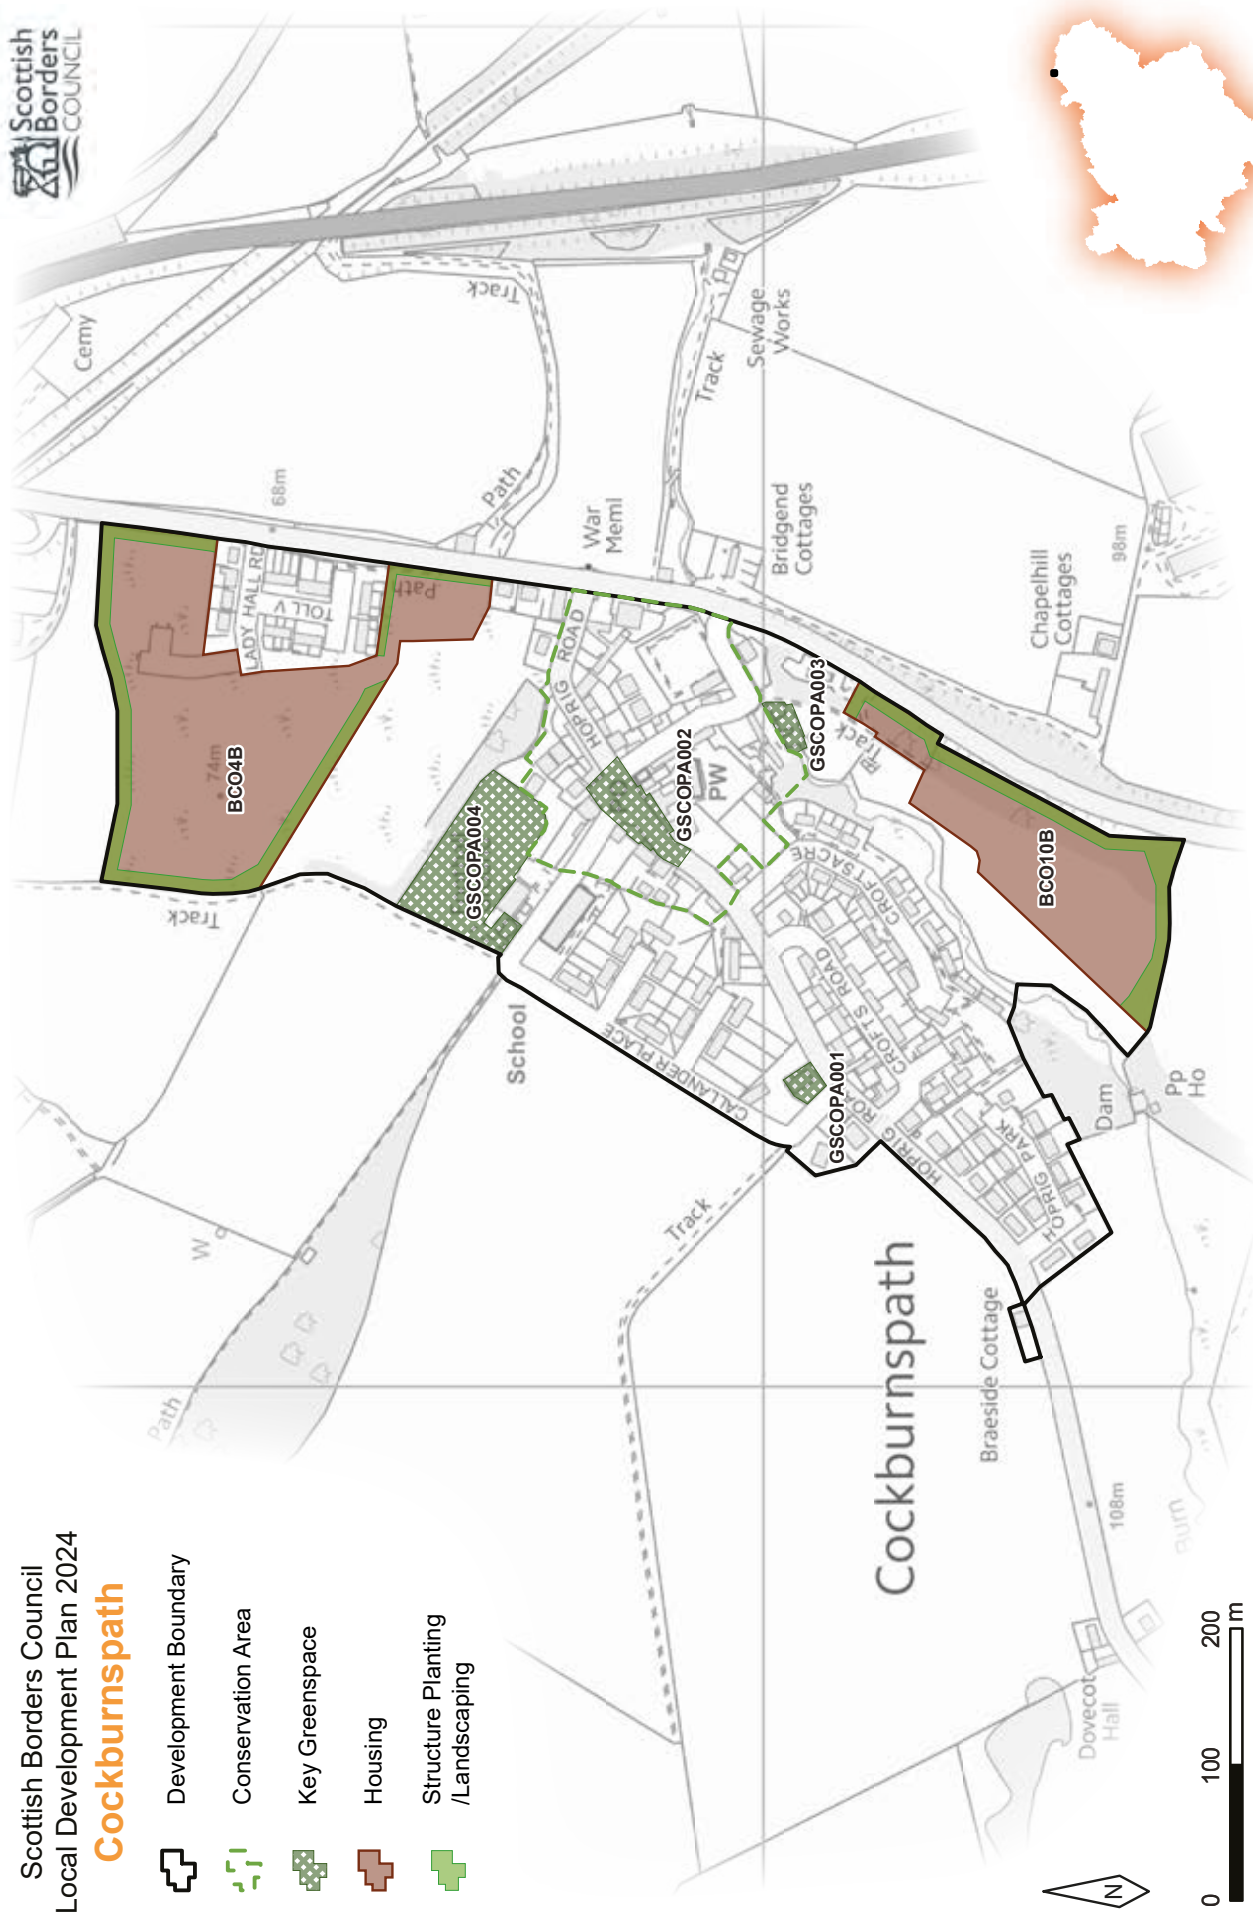 Scottish Borders Council
Local Development Plan 2024
Cockburnspath
Development Boundary
Conservation Area
Key Greenspace
Housing
Structure Planting
/Landscaping
Scottish
Borders
COUNCIL
Cemy
Track
68m
Path
War
Meml
Track
Sewage
Works
Bridgend
Cottages
Chapelhill
Cottages
98m
LADY HALL RD
TOLL V
Path
74m
BCO4B
Track
HOPRIG ROAD
GSCOPA004
GSCOPA002
PW
GSCOPA003
Track
BCO10B
CROFTSACRE
CROFTS ROAD
School
CALLANDER PLACE
GSCOPA001
HOPRIG ROAD
HOPRIG PARK
Dam
Pp
Ho
W
Track
Path
Cockburnspath
Braeside Cottage
108m
Burn
Dovecot
Hall
N
0
100
200
m